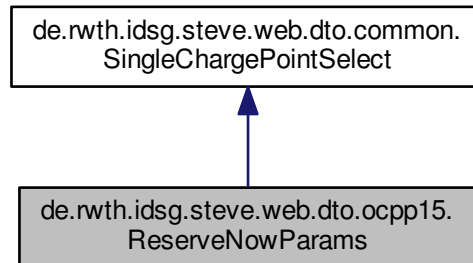 de.rwth.idsg.steve.web.dto.common.
SingleChargePointSelect
de.rwth.idsg.steve.web.dto.ocpp15.
ReserveNowParams